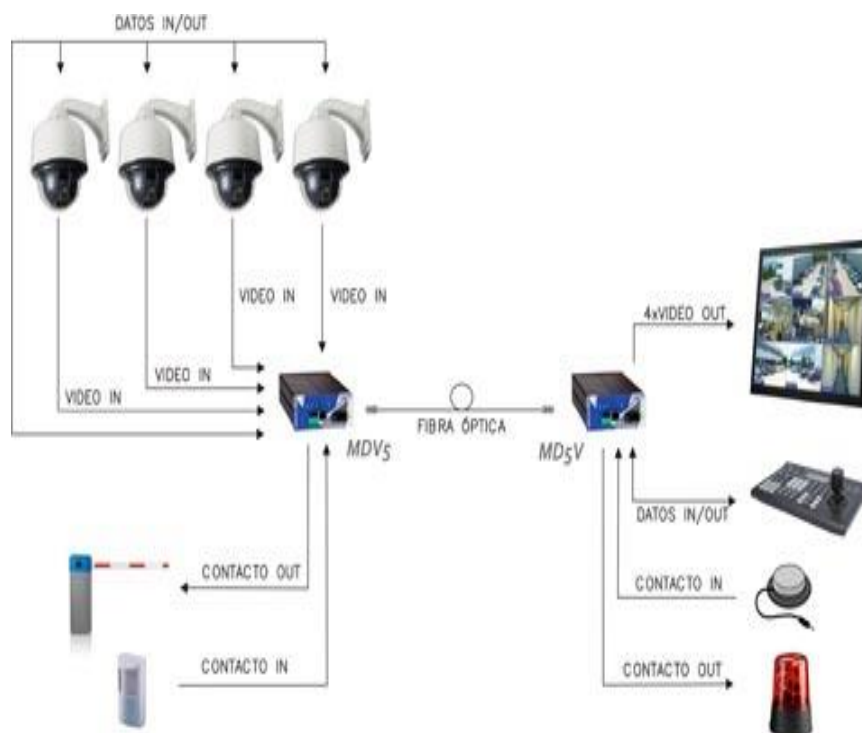 DATOS IN/OUT
VIDEO IN
VIDEO IN
4xVIDEO OUT
VIDEO IN
VIDEO IN
FIBRA ÓPTICA
MDV5
MD5V
DATOS IN/OUT
CONTACTO OUT
CONTACTO IN
CONTACTO IN
CONTACTO OUT